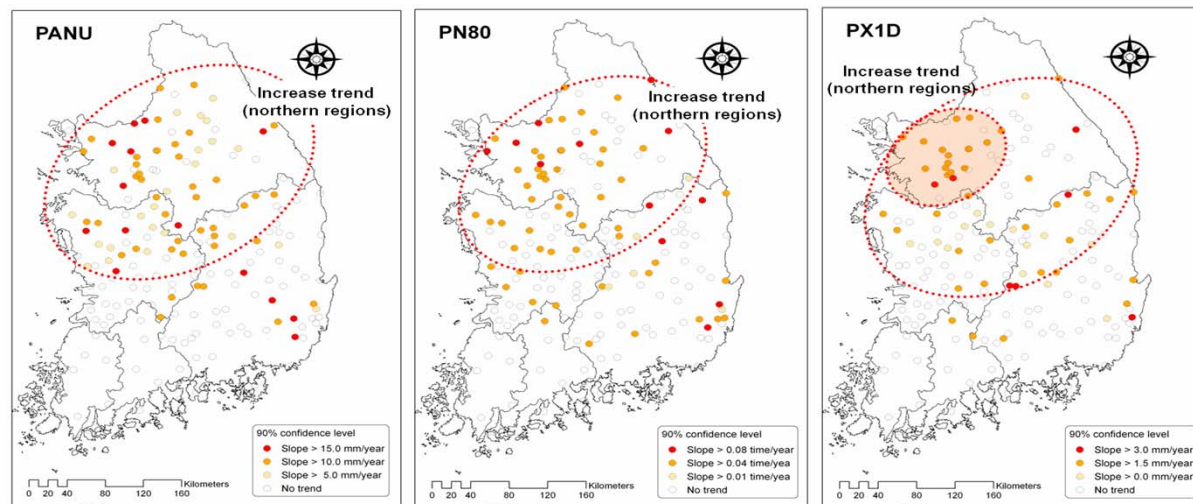 PANU
Increase trend
(northern regions)
90% confidence level
Slope > 15.0 mm/year
Slope > 10.0 mm/year
Slope > 5.0 mm/year
No trend
Kilometers
0 20 40 80 120 160
PN80
Increase trend
(northern regions)
90% confidence level
Slope > 0.08 time/year
Slope > 0.04 time/yea
Slope > 0.01 time/yea
No trend
Kilometers
0 20 40 80 120 160
PX1D
Increase trend
(northern regions)
90% confidence level
Slope > 3.0 mm/year
Slope > 1.5 mm/year
Slope > 0.0 mm/year
No trend
Kilometers
0 20 40 80 120 160